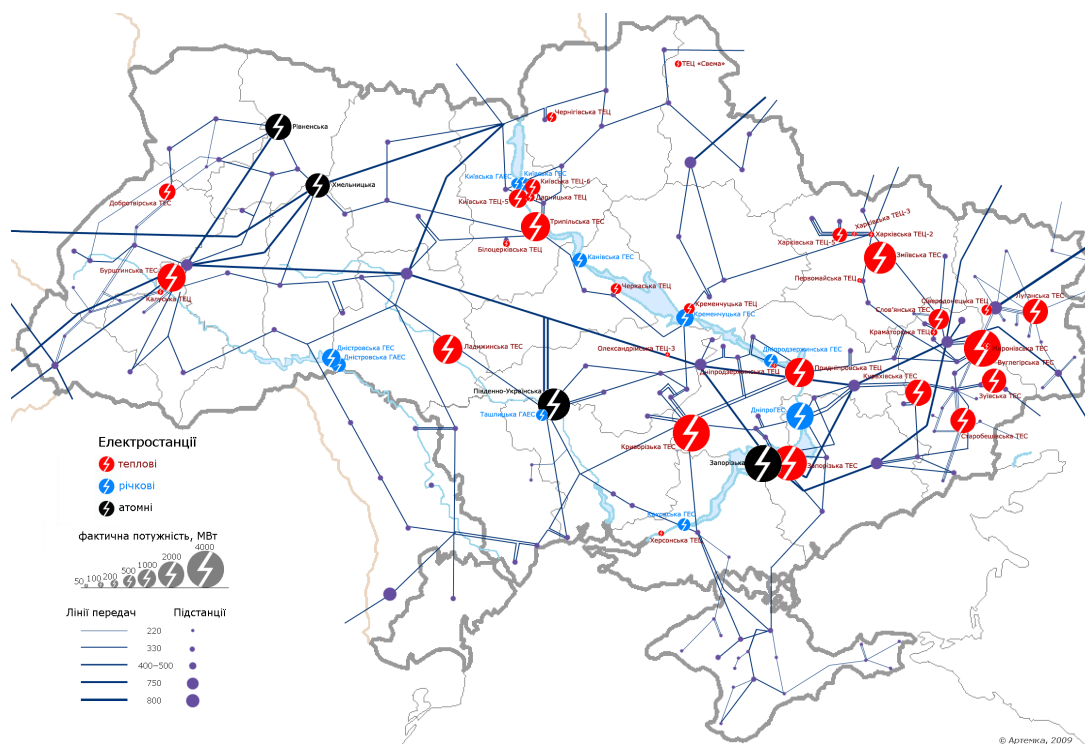 ТЕЦ «Свема»
Чернігівська ТЕЦ
Рівненська
Хмельницька
Київська ГАЕС
Київська ГЕС
Київська ТЕЦ-6
Добротвірська ТЕС
Київська ТЕЦ-5
Дарницька ТЕЦ
Трипільська ТЕС
Харківська ТЕЦ-3
Харківська ТЕЦ-2
Харківська ТЕЦ-5
Білоцерківська ТЕЦ
Канівська ГЕС
Зміївська ТЕС
Бурштинська ТЕС
Калуська ТЕЦ
Первомайська ТЕЦ
Черкаська ТЕЦ
Сєвродонецька ТЕЦ
Луганська ТЕС
Кременчуцька ТЕЦ
Кременчуцька ГЕС
Слов'янська ТЕС
Краматорська ТЕЦ
Ладижинська ТЕС
Дністровська ГЕС
Дністровська ГАЕС
Олександрійська ТЕЦ-3
Дніпродзержинська ГЕС
Дніпродзержинська ТЕЦ
Придніпровська ТЕЦ
Миронівська ТЕС
Вуглегірська ТЕС
Курахівська ТЕС
Зуївська ТЕС
Південно-Українська
Ташлицька ГАЕС
ДніпроГЕС
Криворізька ТЕС
Старобешівська ТЕС
Запорізька
Запорізька ТЕС
Каховська ГЕС
Херсонська ТЕЦ
Електростанції
теплові
річкові
атомні
фактична потужність, МВт
50 100 200 500 1000 2000 4000
Лінії передач Підстанції
220
330
400−500
750
800
© Артемка, 2009